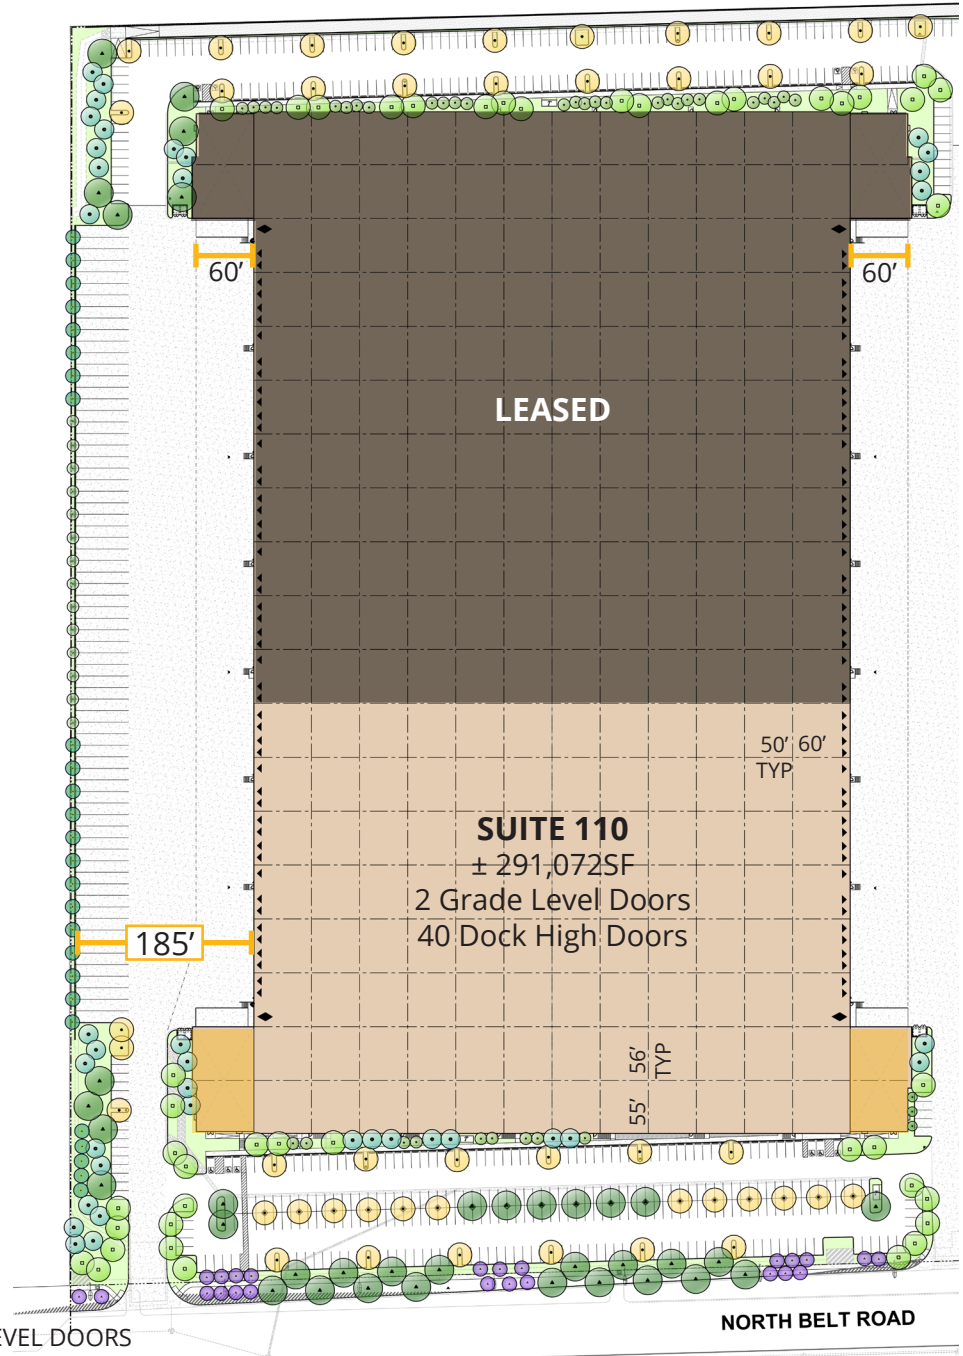 60’
60’
LEASED
50’ 60’
TYP
SUITE 110
± 291,072SF
2 Grade Level Doors
40 Dock High Doors
185’
56’
TYP
55’
NORTH BELT ROAD
DOORS